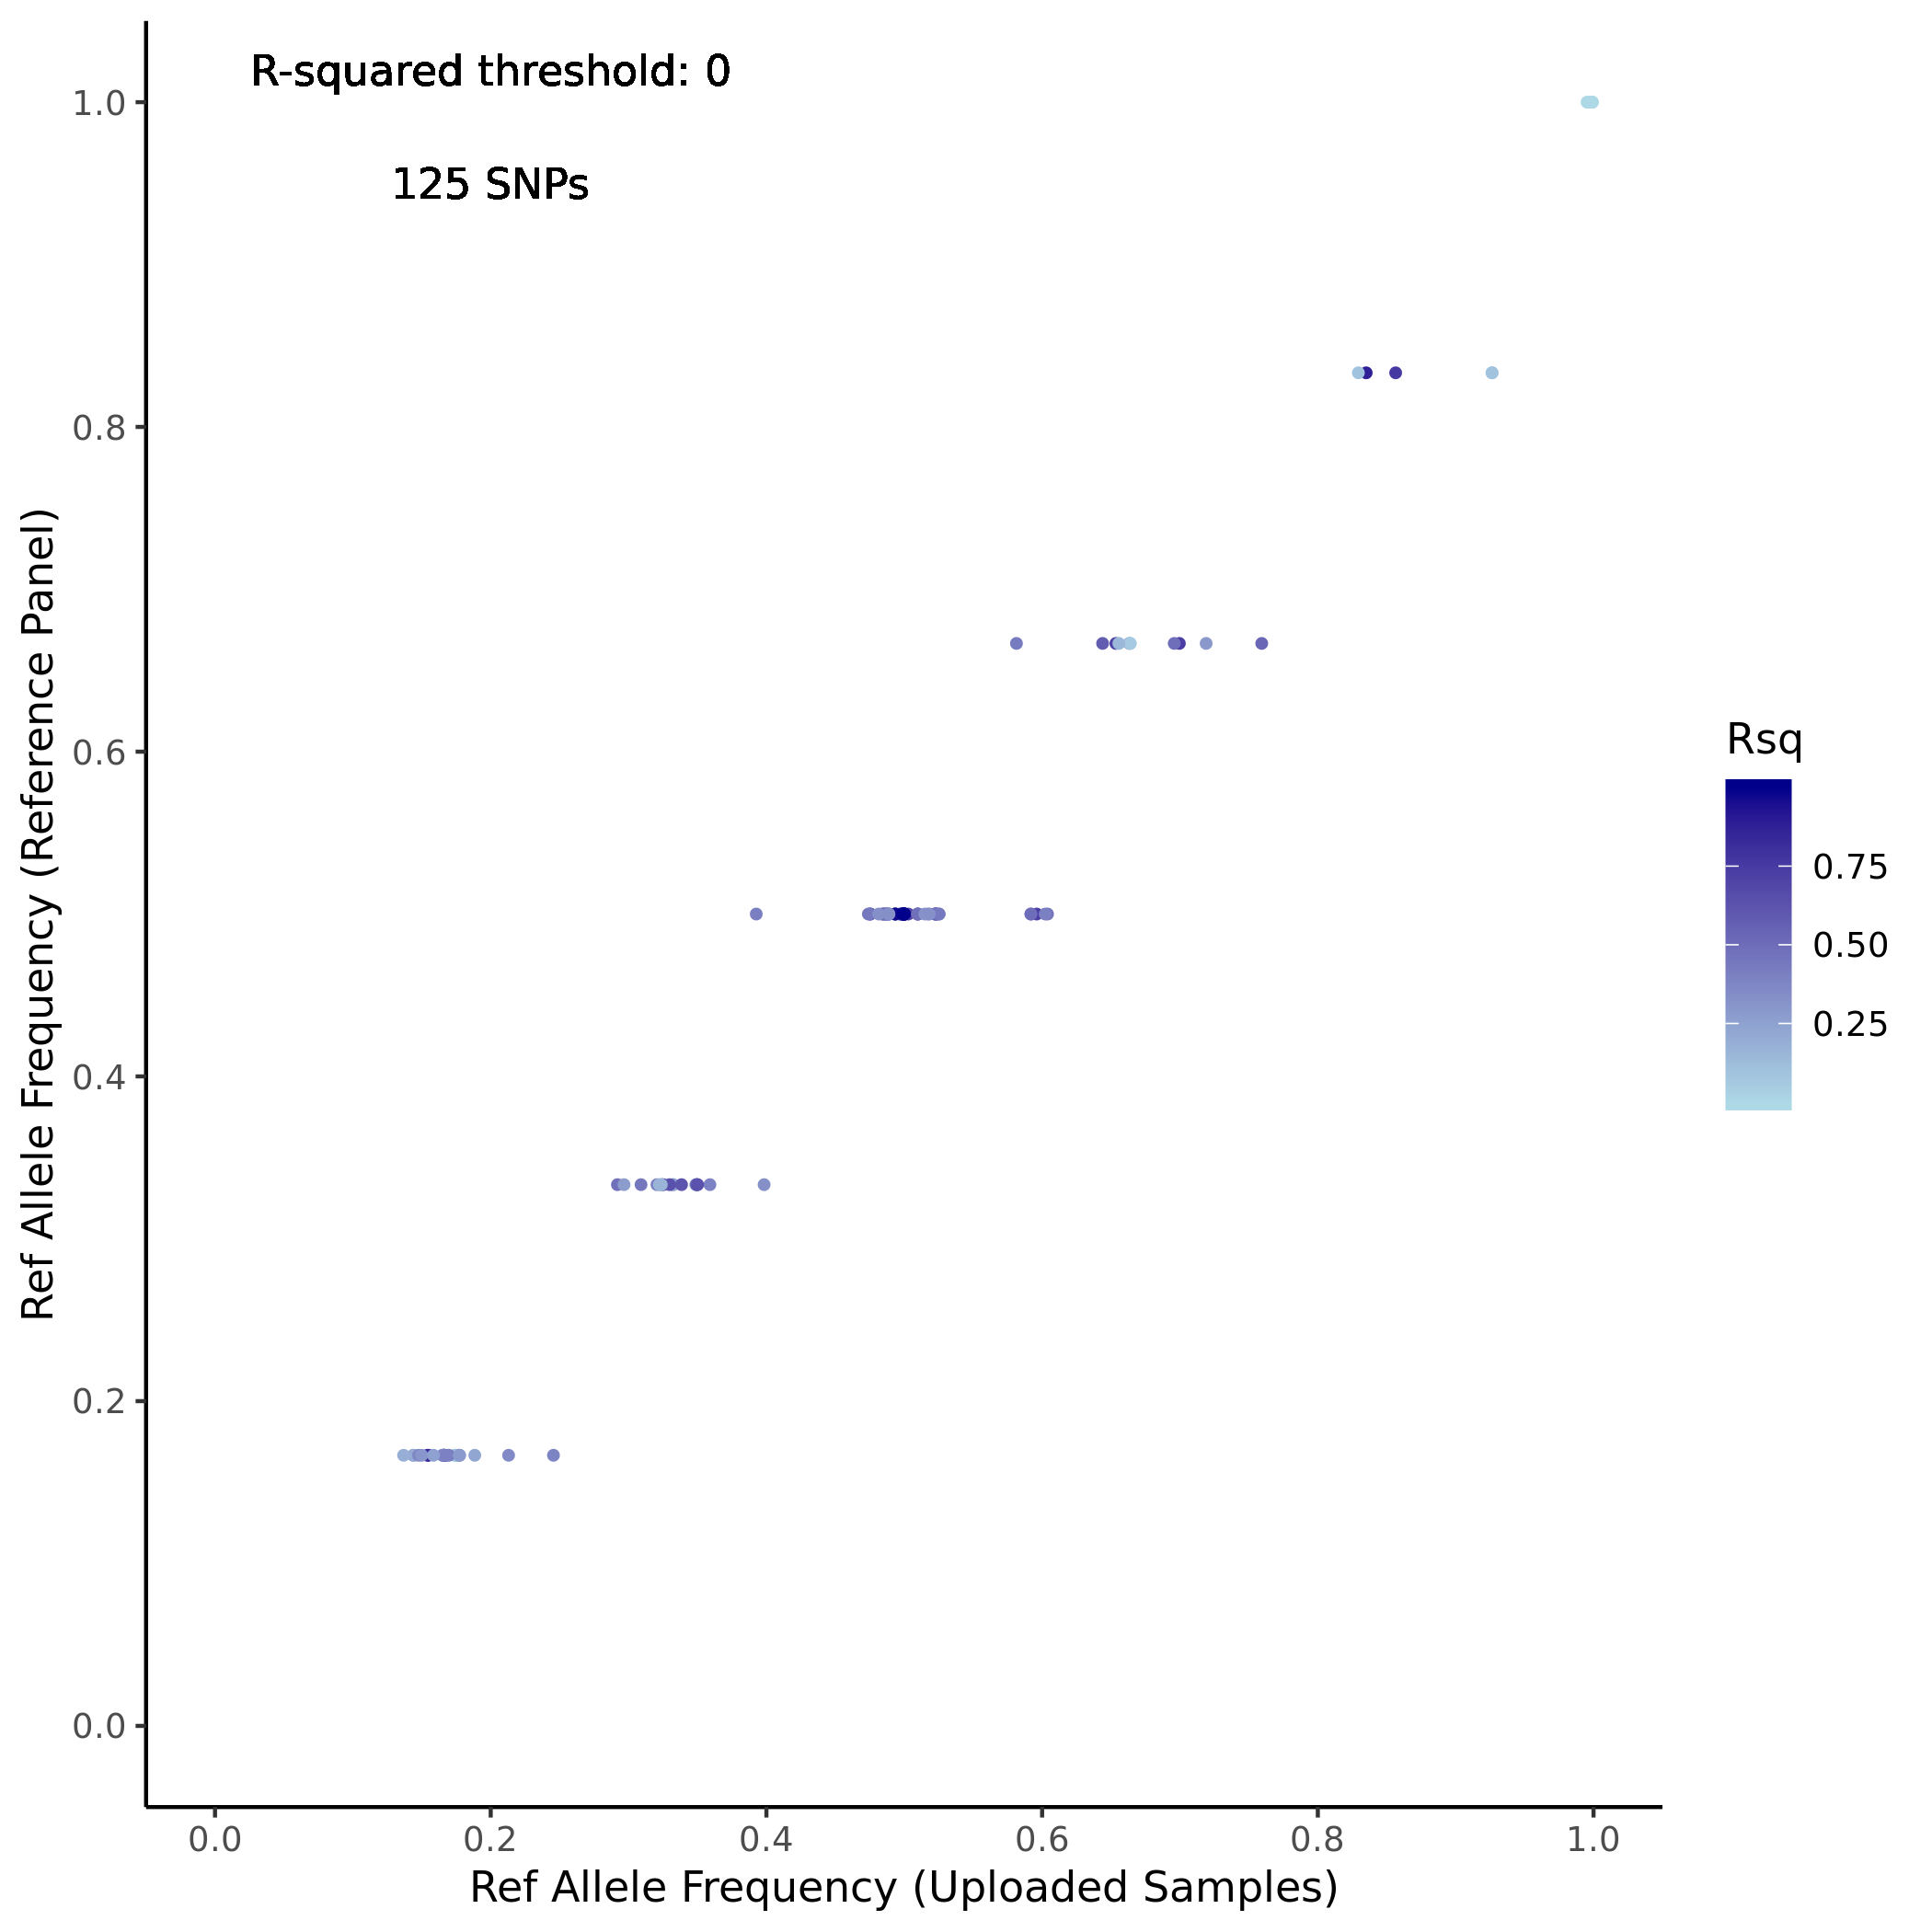 R-squared threshold: 0
125 SNPs
1.0
0.8
0.6
0.4
0.2
0.0
Ref Allele Frequency (Reference Panel)
0.0 0.2 0.4 0.6 0.8 1.0
Ref Allele Frequency (Uploaded Samples)
Rsq
0.75
0.50
0.25